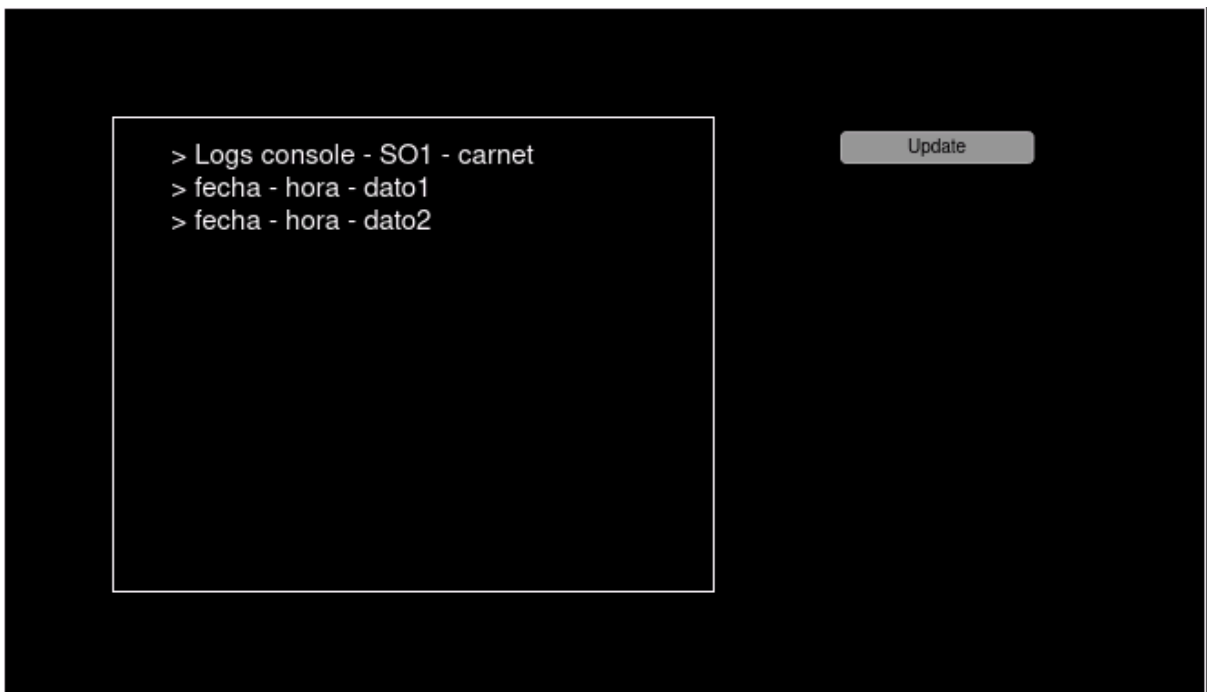 > Logs console - SO1 - carnet
> fecha - hora - dato1
> fecha - hora - dato2
Update